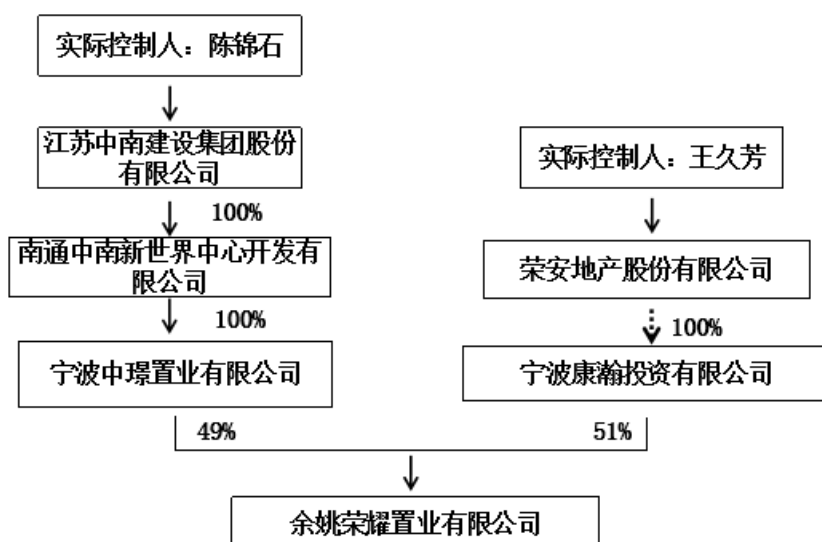 实际控制人：陈锦石
江苏中南建设集团股份
有限公司
100%
南通中南新世界中心开发有
限公司
100%
宁波中璟置业有限公司
49%
实际控制人：王久芳
荣安地产股份有限公司
100%
宁波康瀚投资有限公司
51%
余姚荣耀置业有限公司